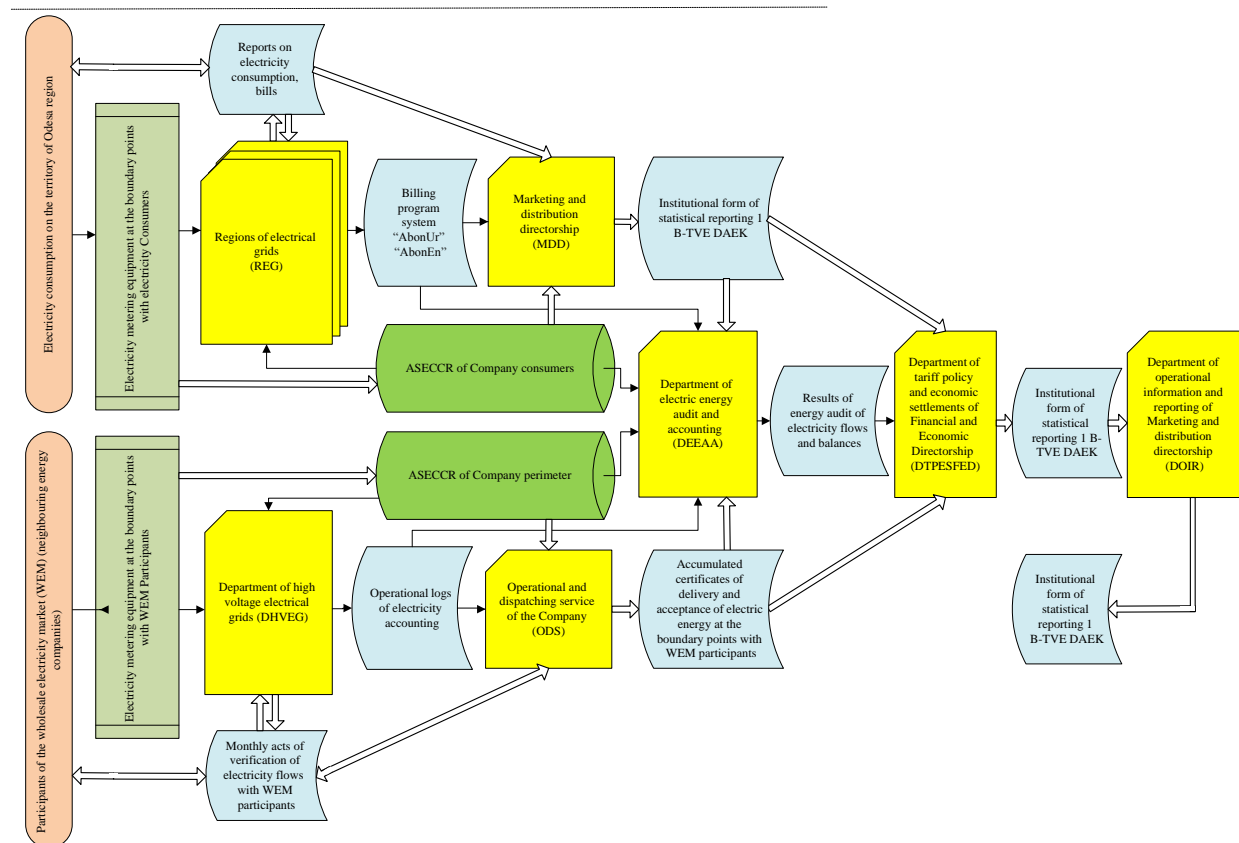 Electricity consumption on the territory of Odesa region
Electricity metering equipment at the boundary points
with electricity Consumers
Reports on
electricity
consumption,
bills
Regions of electrical
grids
(REG)
Billing
program
system
“AbonUr”
“AbonEn”
Marketing and
distribution
directorship
(MDD)
Institutional form of
statistical reporting 1
B-TVE DAEK
ASECCR of Company consumers
Department of
electric energy
audit and
accounting
(DEEAA)
Results of
energy audit of
electricity flows
and balances
Department of
tariff policy
and economic
settlements of
Financial and
Economic
Directorship
(DTPESFED)
Institutional
form of
statistical
reporting 1 B-
TVE DAEK
Department of
operational
information and
reporting of
Marketing and
distribution
directorship
(DOIR)
Participants of the wholesale electricity market (WEM) (neighbouring energy
companiies)
Electricity metering equipment at the boundary points
with WEM Participants
ASECCR of Company perimeter
Department of high
voltage electrical
grids (DHVEG)
Operational logs
of electricity
accounting
Operational and
dispatching service
of the Company
(ODS)
Accumulated
certificates of
delivery and
acceptance of electric
energy at the
boundary points with
WEM participants
Institutional
form of
statistical
reporting 1
B-TVE DAEK
Monthly acts of
verification of
electricity flows
with WEM
participants